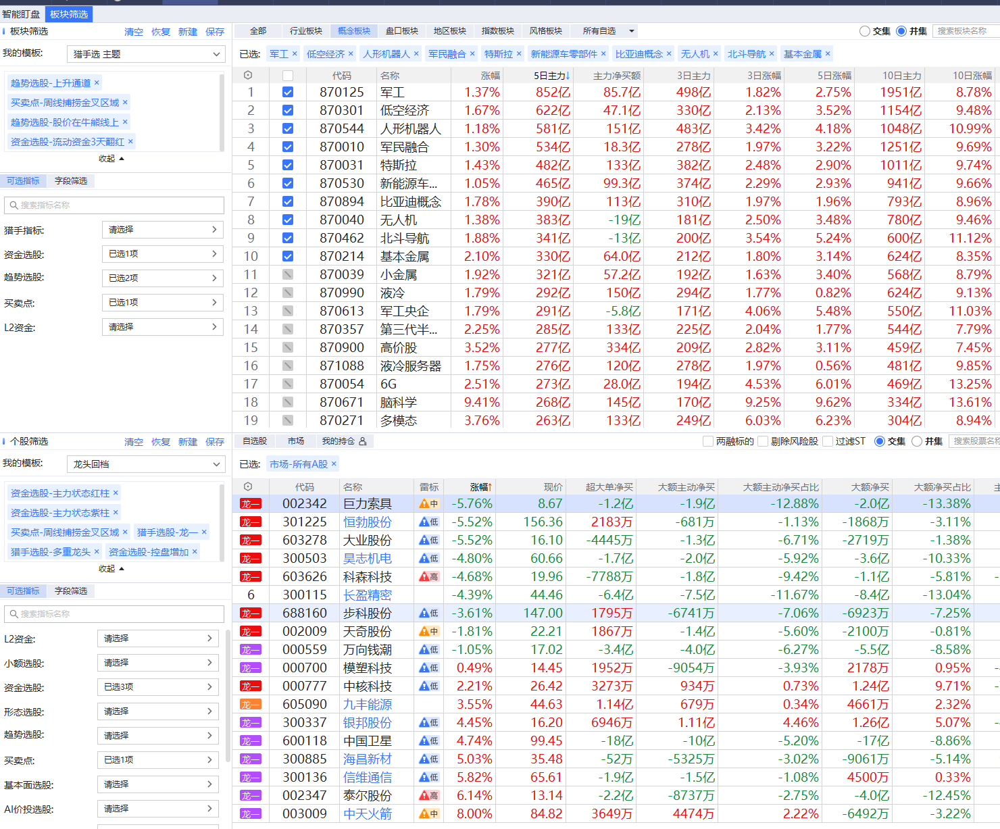 智能盯盘 板块筛选
板块筛选 清空 恢复 新建 保存
我的模板: 猎手选 主题
趋势选股-上升通道 ×
买卖点-周线捕捞金叉区域 ×
趋势选股-股价在牛熊线上 ×
资金选股-流动资金3天翻红 ×
收起
可选指标 字段筛选
搜索指标名称
猎手指标: 请选择
资金选股: 已选1项
趋势选股: 已选2项
买卖点: 已选1项
L2资金: 请选择
全部 行业板块 概念板块 盘口板块 地区板块 指数板块 风格板块 所有自选 交集 并集 搜索板块名称
已选: 军工 × 低空经济 × 人形机器人 × 军民融合 × 特斯拉 × 新能源车零部件 × 比亚迪概念 × 无人机 × 北斗导航 × 基本金属 ×
代码 名称 涨幅 5日主力↓ 主力净买额 3日主力 3日涨幅 5日涨幅 10日主力 10日涨幅
1 870125 军工 1.37% 852亿 85.7亿 498亿 1.82% 2.75% 1951亿 8.78%
2 870301 低空经济 1.67% 622亿 47.1亿 330亿 2.13% 3.52% 1154亿 9.48%
3 870544 人形机器人 1.18% 581亿 151亿 483亿 3.42% 4.18% 1048亿 10.99%
4 870010 军民融合 1.30% 534亿 18.3亿 278亿 1.97% 3.22% 1251亿 9.69%
5 870031 特斯拉 1.43% 482亿 133亿 382亿 2.48% 2.90% 1011亿 9.74%
6 870530 新能源车... 1.05% 465亿 99.3亿 374亿 2.29% 2.93% 941亿 9.66%
7 870894 比亚迪概念 1.78% 390亿 113亿 310亿 1.97% 1.96% 793亿 8.96%
8 870040 无人机 1.38% 383亿 -19亿 181亿 2.50% 3.48% 780亿 9.46%
9 870462 北斗导航 1.88% 341亿 -13亿 200亿 3.54% 5.24% 600亿 11.12%
10 870214 基本金属 2.10% 330亿 64.0亿 212亿 1.80% 3.14% 624亿 8.35%
11 870039 小金属 1.92% 321亿 57.2亿 192亿 1.63% 3.40% 568亿 8.79%
12 870990 液冷 1.79% 292亿 150亿 294亿 1.77% 0.82% 624亿 9.13%
13 870613 军工央企 1.79% 291亿 -5.8亿 171亿 4.06% 5.48% 550亿 11.03%
14 870357 第三代半... 2.25% 285亿 133亿 225亿 2.04% 1.77% 544亿 7.79%
15 870900 高价股 3.52% 277亿 334亿 209亿 2.82% 3.11% 459亿 7.45%
16 871088 液冷服务器 1.75% 276亿 120亿 278亿 1.97% 0.56% 481亿 9.85%
17 870054 6G 2.51% 273亿 28.0亿 194亿 4.53% 6.01% 469亿 13.25%
18 870671 脑科学 9.41% 268亿 145亿 170亿 9.25% 9.62% 334亿 13.61%
19 870271 多模态 3.76% 263亿 133亿 249亿 6.03% 6.23% 304亿 8.94%
个股筛选 清空 恢复 新建 保存
我的模板: 龙头回档
资金选股-主力状态红柱 ×
资金选股-主力状态紫柱 ×
买卖点-周线捕捞金叉区域 × 猎手选股-龙一 ×
猎手选股-多重龙头 × 资金选股-控盘增加 ×
收起
可选指标 字段筛选
搜索指标名称
L2资金: 请选择
小额选股: 请选择
资金选股: 已选3项
形态选股: 请选择
趋势选股: 请选择
买卖点: 已选1项
基本面选股: 请选择
AI价投选股: 请选择
自选股 市场 我的持仓 两融标的 剔除风险股 过滤ST 交集 并集 搜索股票名称
已选: 市场-所有A股 ×
代码 名称 雷标 涨幅↑ 现价 超大单净买 大额主动净买 大额主动净买占比 大额净买 大额净买占比 主
龙一 002342 巨力索具 中 -5.76% 8.67 -1.2亿 -1.9亿 -12.88% -2.0亿 -13.38%
龙一 301225 恒勃股份 低 -5.52% 156.36 2183万 -681万 -1.13% -1868万 -3.11%
龙一 603278 大业股份 低 -5.52% 16.10 -4445万 -1.3亿 -6.71% -2719万 -1.38%
龙一 300503 昊志机电 低 -4.80% 60.66 -1.7亿 -2.0亿 -5.92% -3.6亿 -10.33%
龙一 603626 科森科技 高 -4.68% 19.96 -7788万 -1.8亿 -9.42% -1.1亿 -5.81%
6 300115 长盈精密 -4.39% 44.46 -6.4亿 -7.5亿 -11.67% -8.4亿 -13.04%
龙一 688160 步科股份 低 -3.61% 147.00 1795万 -6741万 -7.06% -6923万 -7.25%
龙一 002009 天奇股份 中 -1.81% 22.21 1867万 -1.4亿 -5.60% -2100万 -0.81%
龙一 000559 万向钱潮 低 -1.05% 17.02 -3.4亿 -4.0亿 -6.27% -5.5亿 -8.58%
龙一 000700 模塑科技 低 0.49% 14.45 1952万 -9054万 -3.93% 2178万 0.95% -
龙一 000777 中核科技 低 2.21% 26.42 3273万 934万 0.73% 1.24亿 9.71% -
龙一 605090 九丰能源 3.55% 44.63 1.14亿 679万 0.34% 4661万 2.32%
龙一 300337 银邦股份 低 4.45% 16.20 6946万 1.11亿 4.46% 1.26亿 5.07% -
龙一 600118 中国卫星 低 4.74% 99.45 -18亿 -10亿 -5.20% -17亿 -8.86%
龙一 300885 海昌新材 低 5.03% 35.48 -52万 -5325万 -3.02% -9061万 -5.14%
龙一 300136 信维通信 低 5.82% 65.61 -1.9亿 -1.5亿 -1.08% 4500万 0.33%
龙一 002347 泰尔股份 高 6.14% 13.14 -2.2亿 -8737万 -2.75% -4.0亿 -12.45%
龙一 003009 中天火箭 中 8.00% 84.82 3649万 4474万 2.22% -6492万 -3.22%